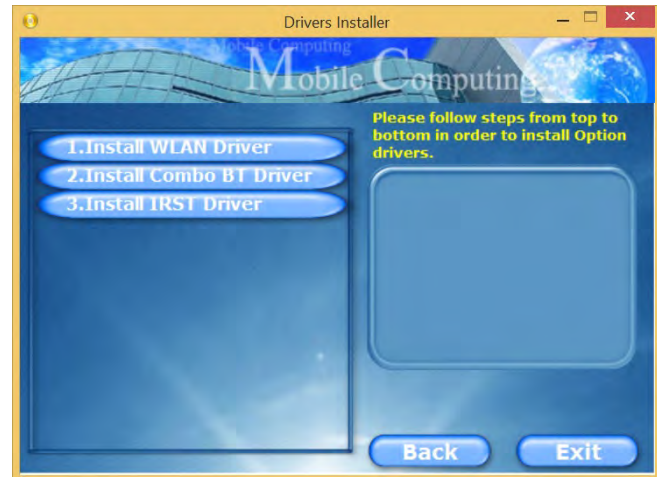 Drivers Installer
Mobile Computing
Mobile Computing
Please follow steps from top to
bottom in order to install Option
drivers.
1.Install WLAN Driver
2.Install Combo BT Driver
3.Install IRST Driver
Back
Exit